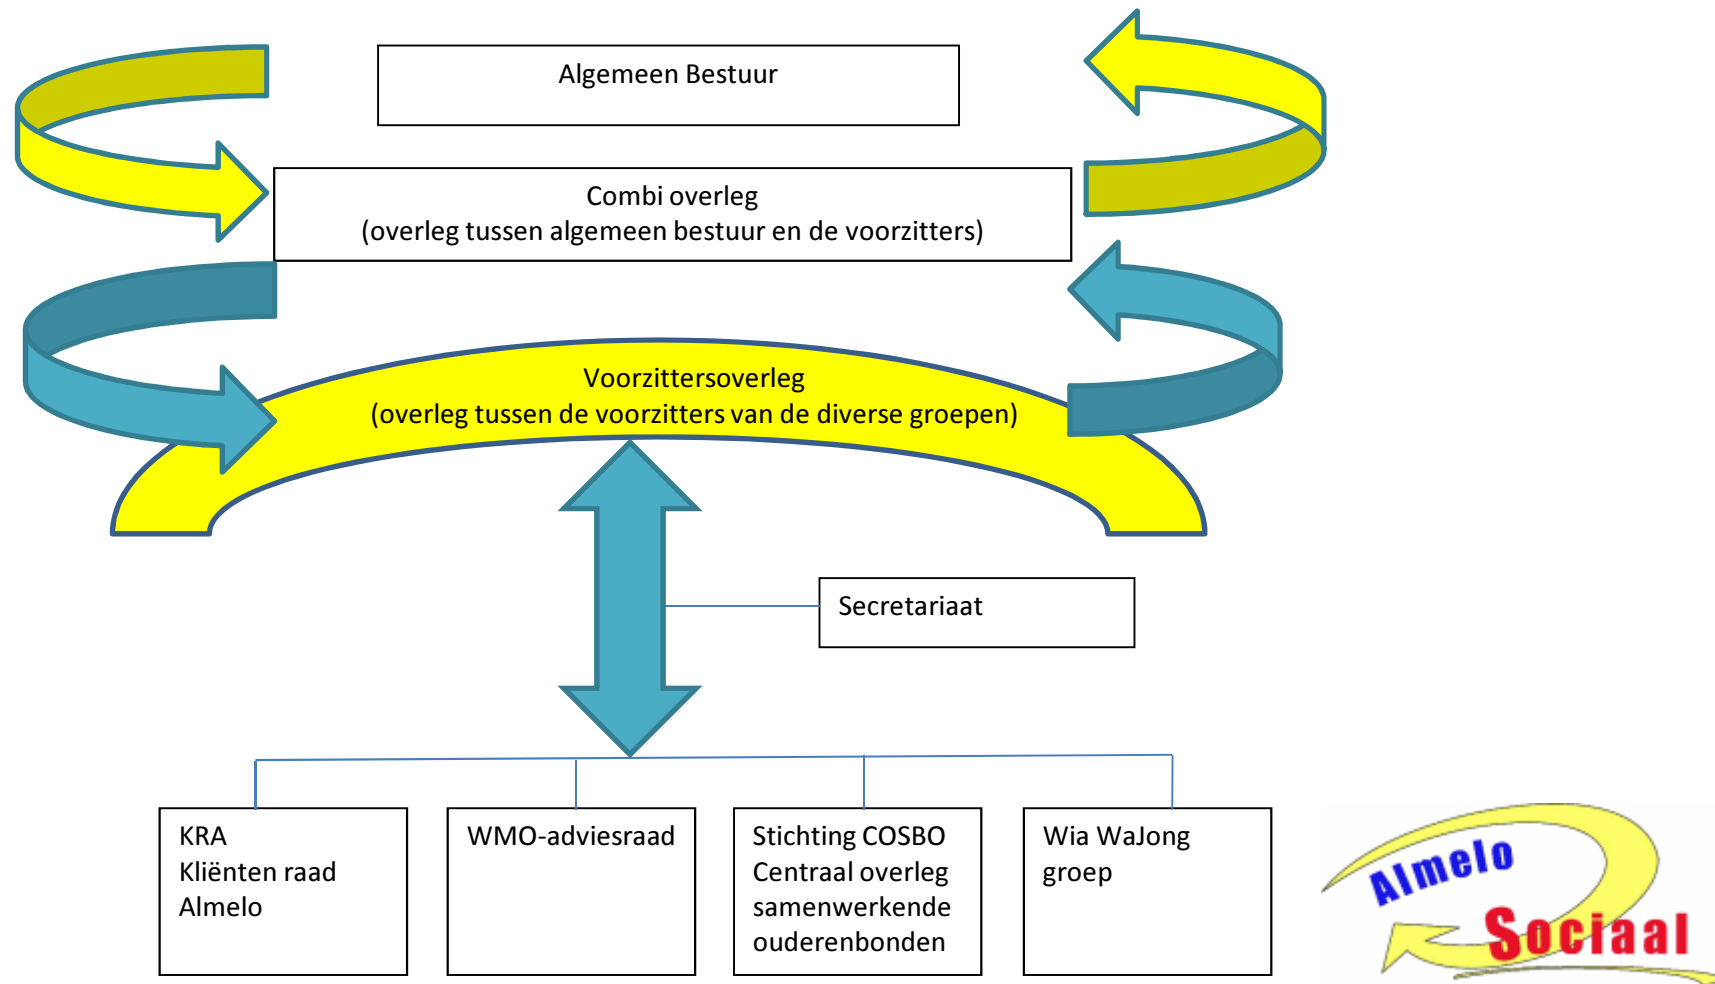 Algemeen Bestuur
Combi overleg
(overleg tussen algemeen bestuur en de voorzitters)
Voorzittersoverleg
(overleg tussen de voorzitters van de diverse groepen)
Secretariaat
KRA
Kliënten raad
Almelo
WMO-adviesraad
Stichting COSBO
Centraal overleg
samenwerkende
ouderenbonden
Wia WaJong
groep
Almelo
Sociaal